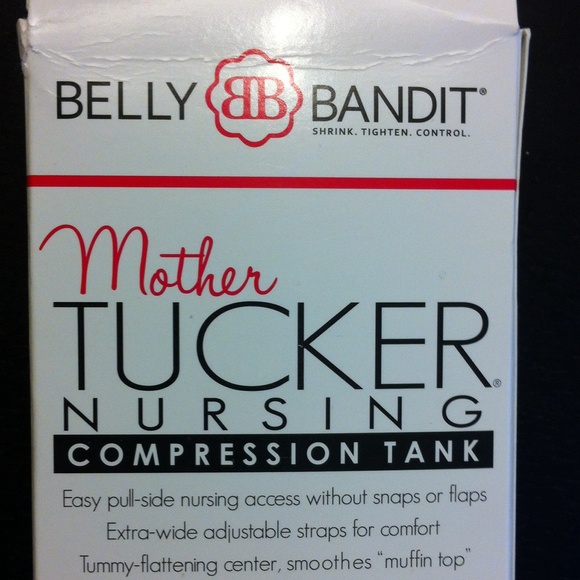 BELLY BB BANDIT®
SHRINK. TIGHTEN. CONTROL.
Mother
TUCKER®
NURSING
COMPRESSION TANK
Easy pull-side nursing access without snaps or flaps
Extra-wide adjustable straps for comfort
Tummy-flattening center, smoothes "muffin top"